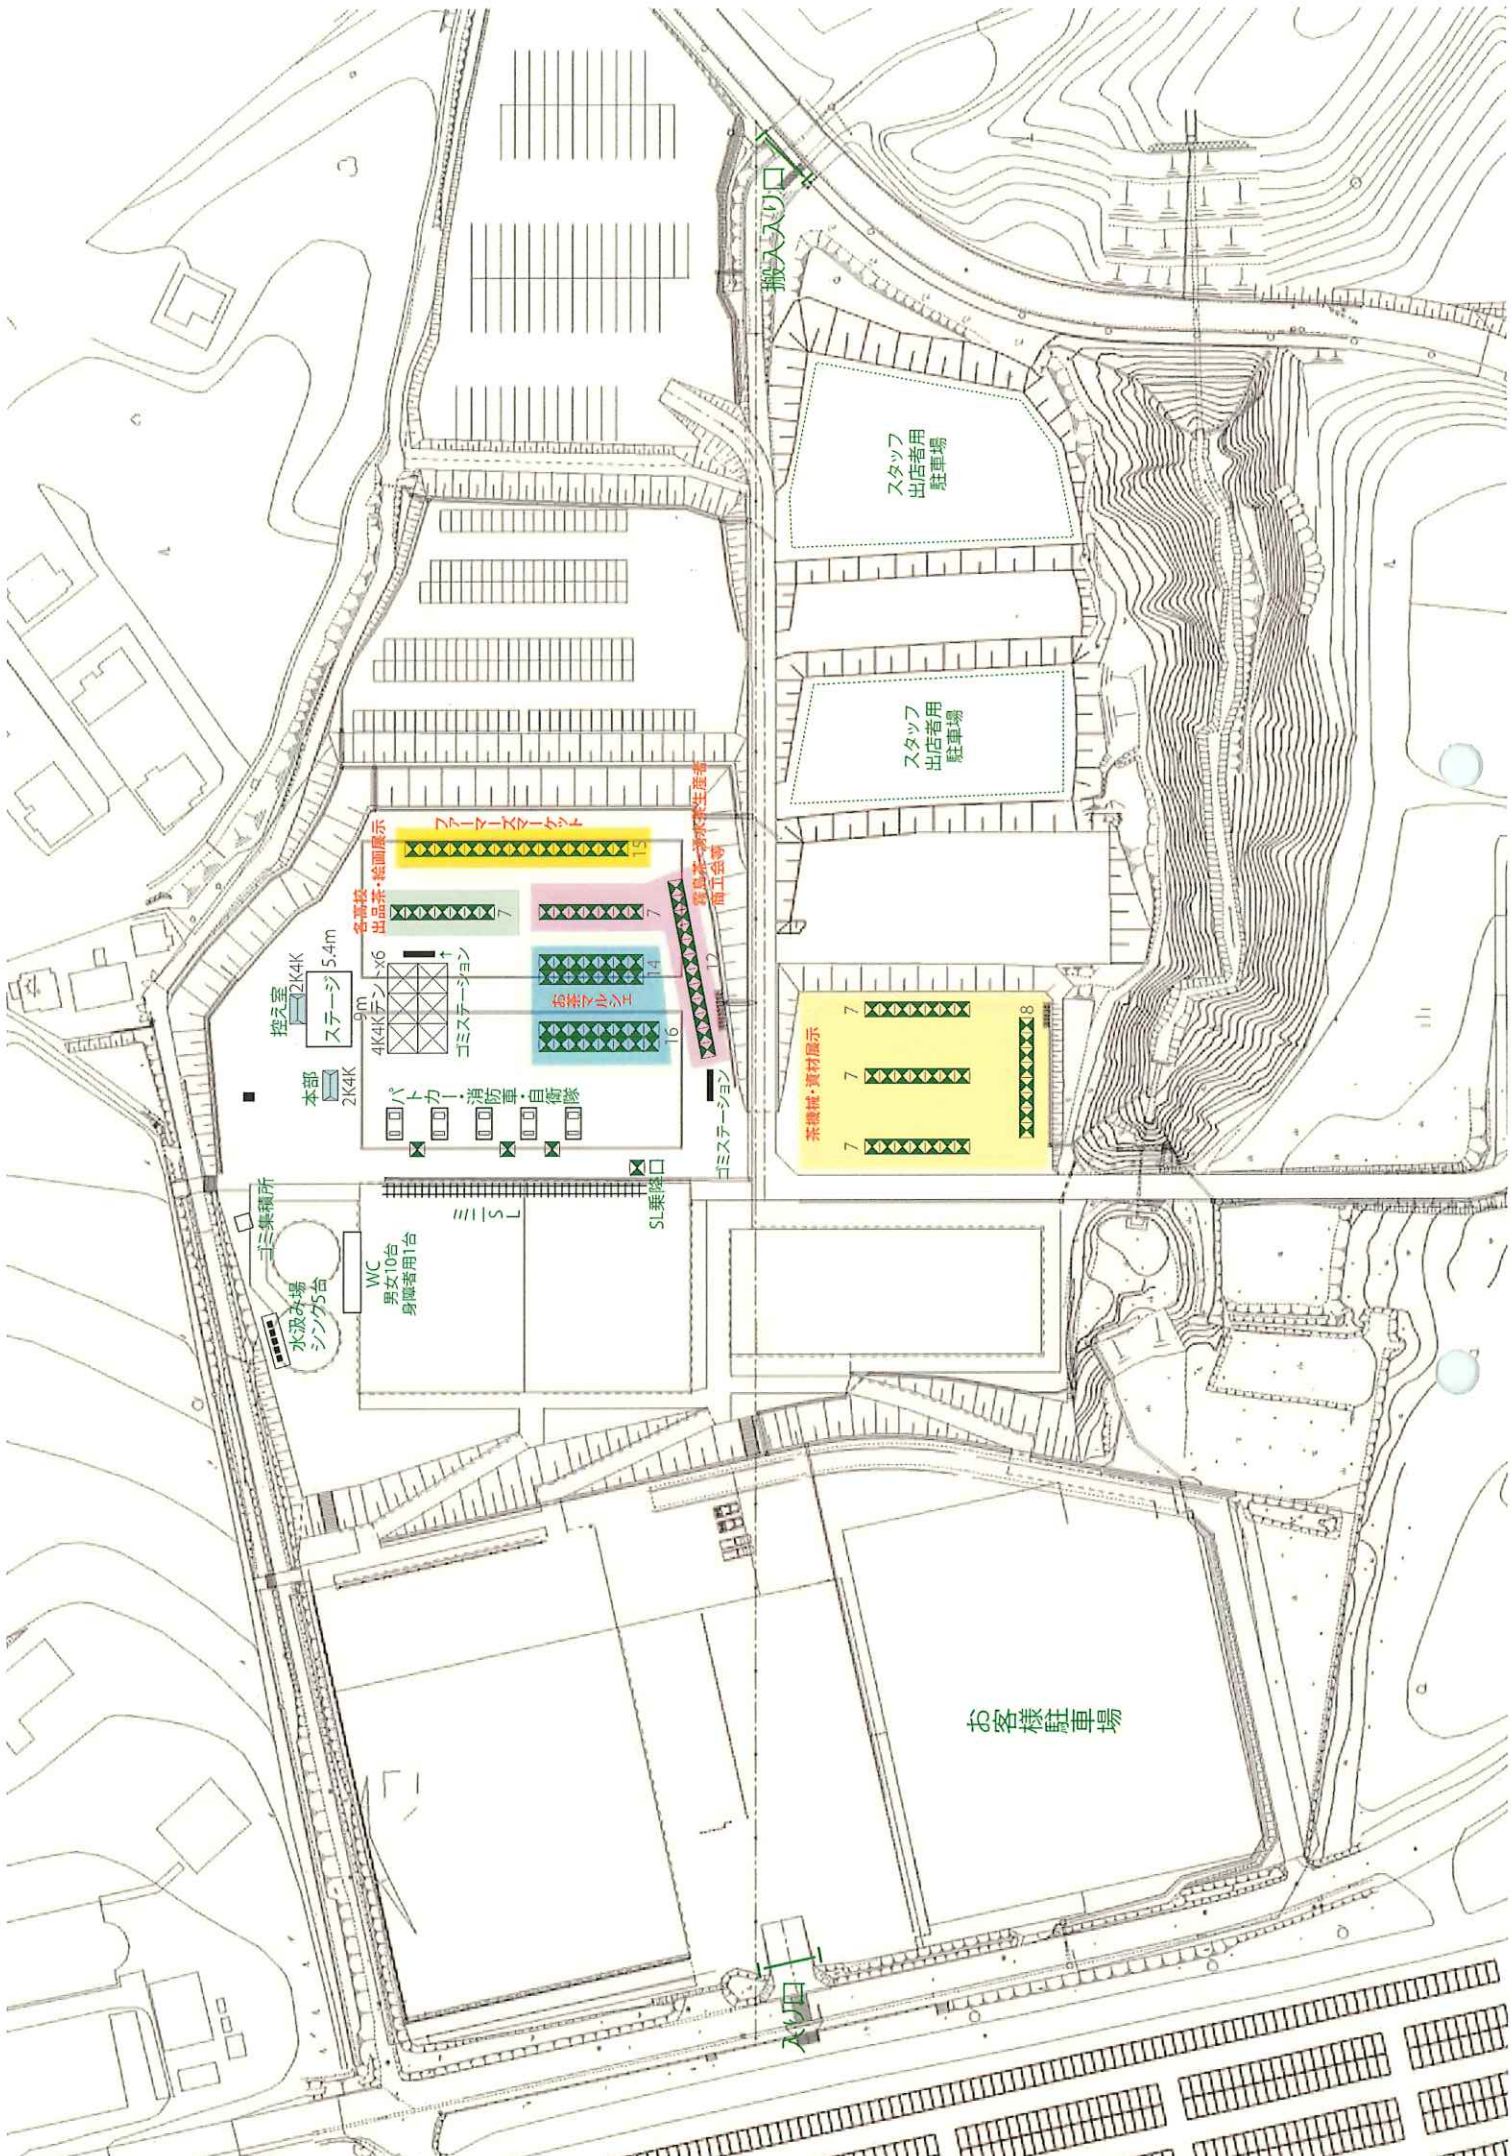 搬入入り口
スタッフ
出店者用
駐車場
スタッフ
出店者用
駐車場
ファーマーズマーケット
15
各高校
出品茶・絵画展示
7
7
霧島茶・湧水茶生産者
商工会等
12
控え室
2K4K
ステージ
5.4m
9m
4K4Kテント×6
ゴミステーション
お茶マルシェ
14
16
本部
2K4K
パトカー・消防車・自衛隊
ゴミステーション
茶機械・資材展示
7
7
7
8
ゴミ集積所
水汲み場
シンク5台
WC
男女10台
身障者用1台
ミニSL
SL乗降口
お客様駐車場
入り口